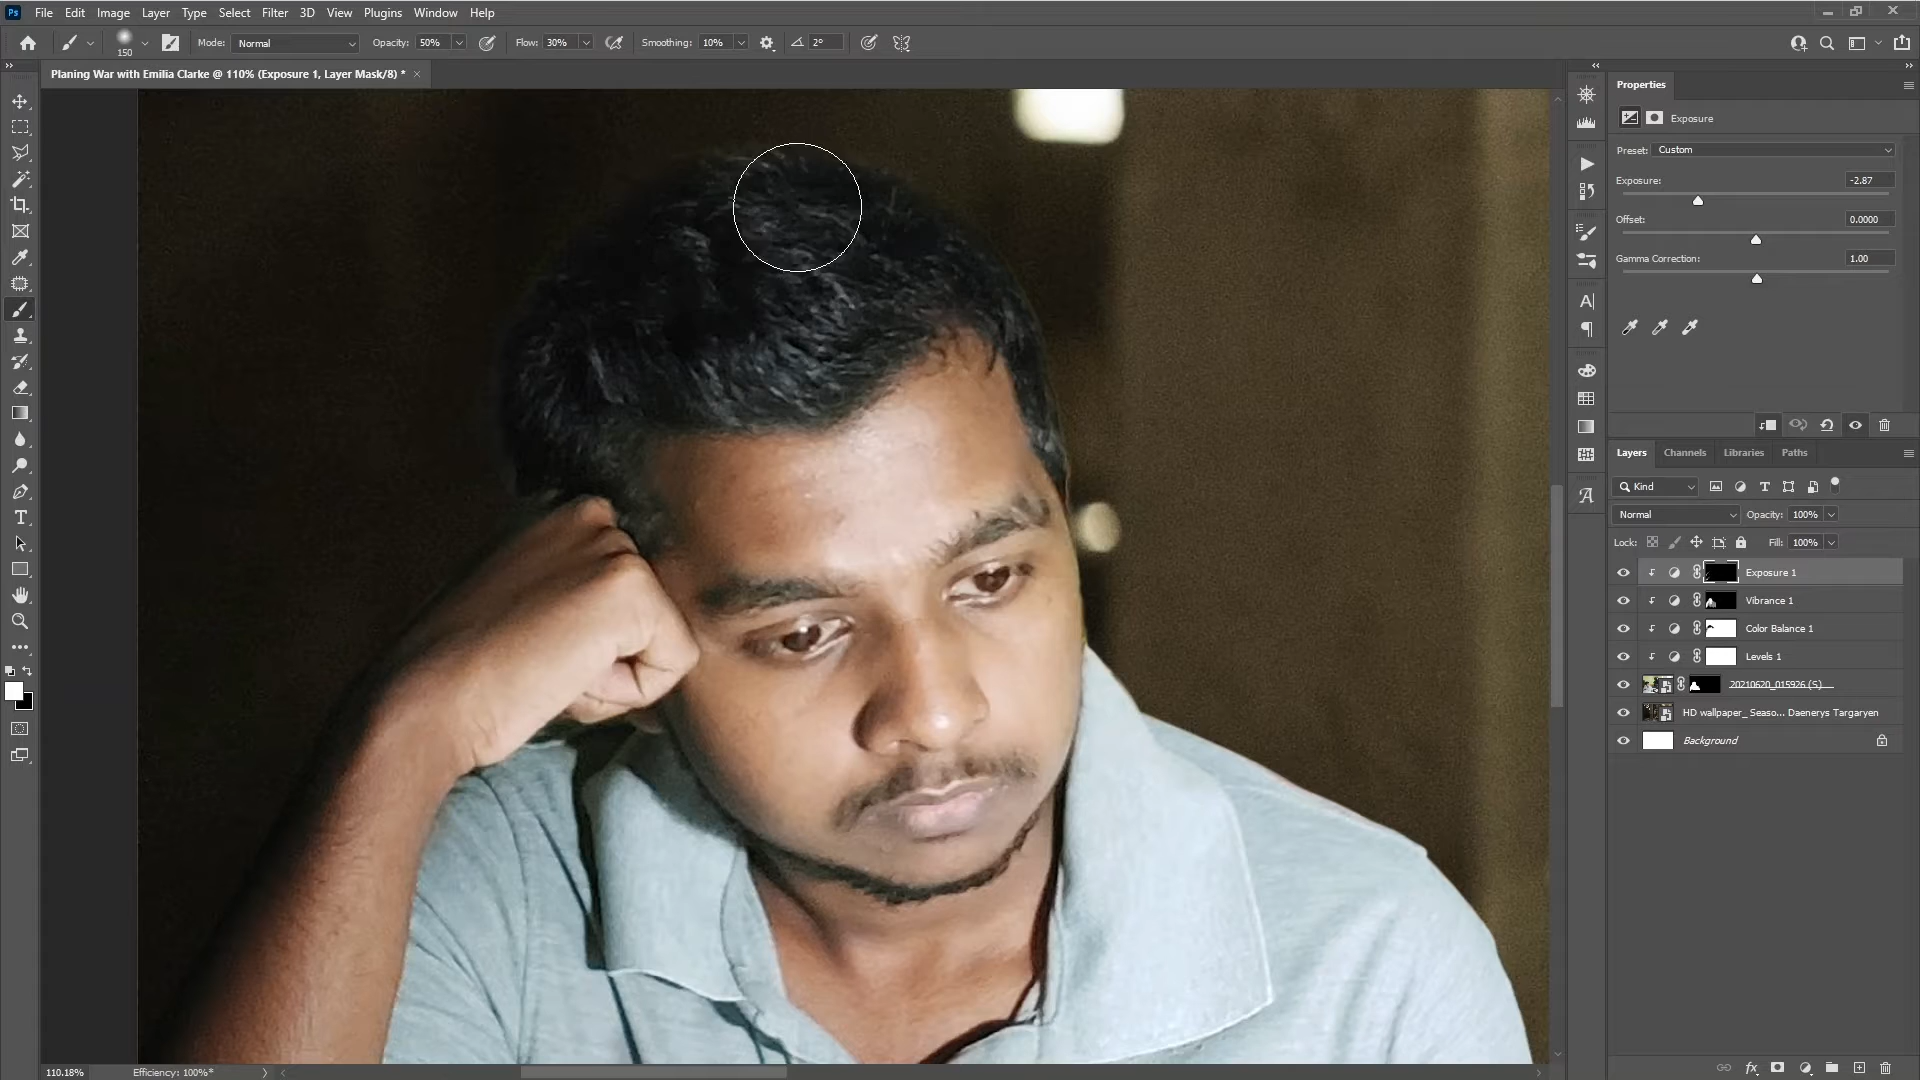 Ps File Edit Image Layer Type Select Filter 3D View Plugins Window Help
150 Mode: Normal Opacity: 50% Flow: 30% Smoothing: 10% 2°
Planing War with Emilia Clarke @ 110% (Exposure 1, Layer Mask/8) * ×
Properties
Exposure
Preset: Custom
Exposure: -2.87
Offset: 0.0000
Gamma Correction: 1.00
Layers Channels Libraries Paths
Kind
Normal Opacity: 100%
Lock: Fill: 100%
Exposure 1
Vibrance 1
Color Balance 1
Levels 1
20210620_015926 (S)
HD wallpaper_ Seaso... Daenerys Targaryen
Background
110.18% Efficiency: 100%*